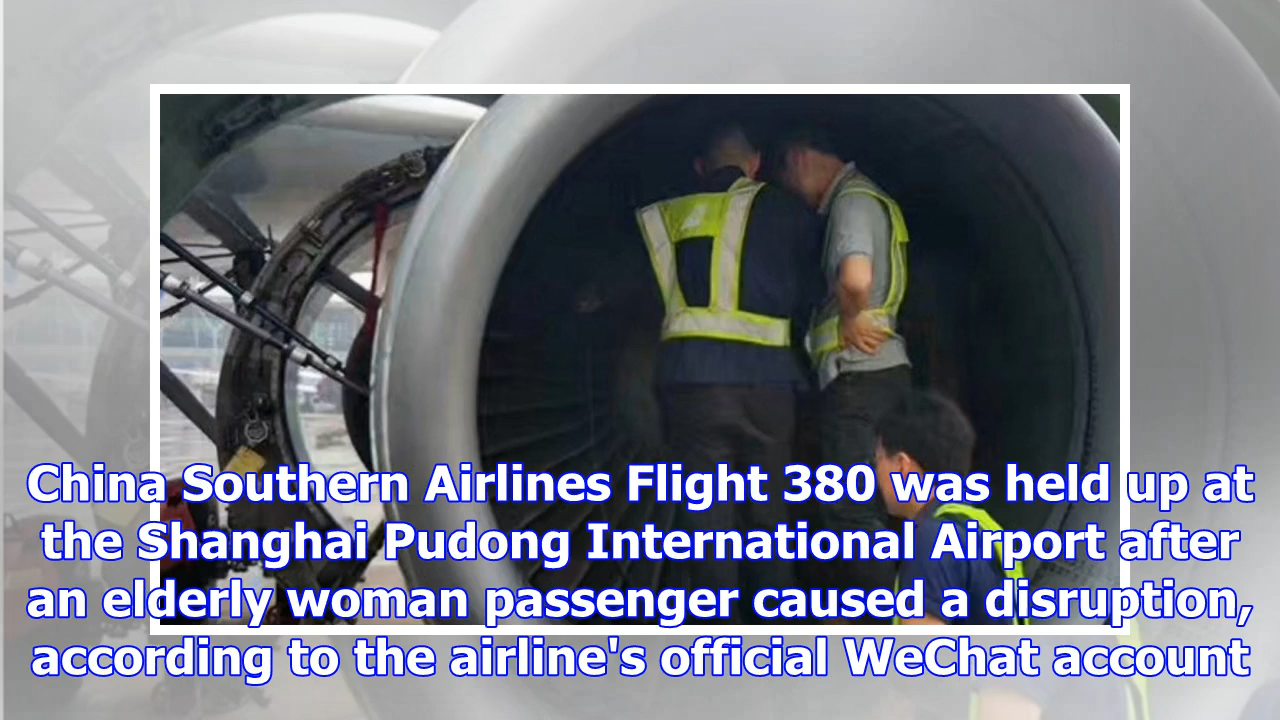 China Southern Airlines Flight 380 was held up at
the Shanghai Pudong International Airport after
an elderly woman passenger caused a disruption,
according to the airline's official WeChat account